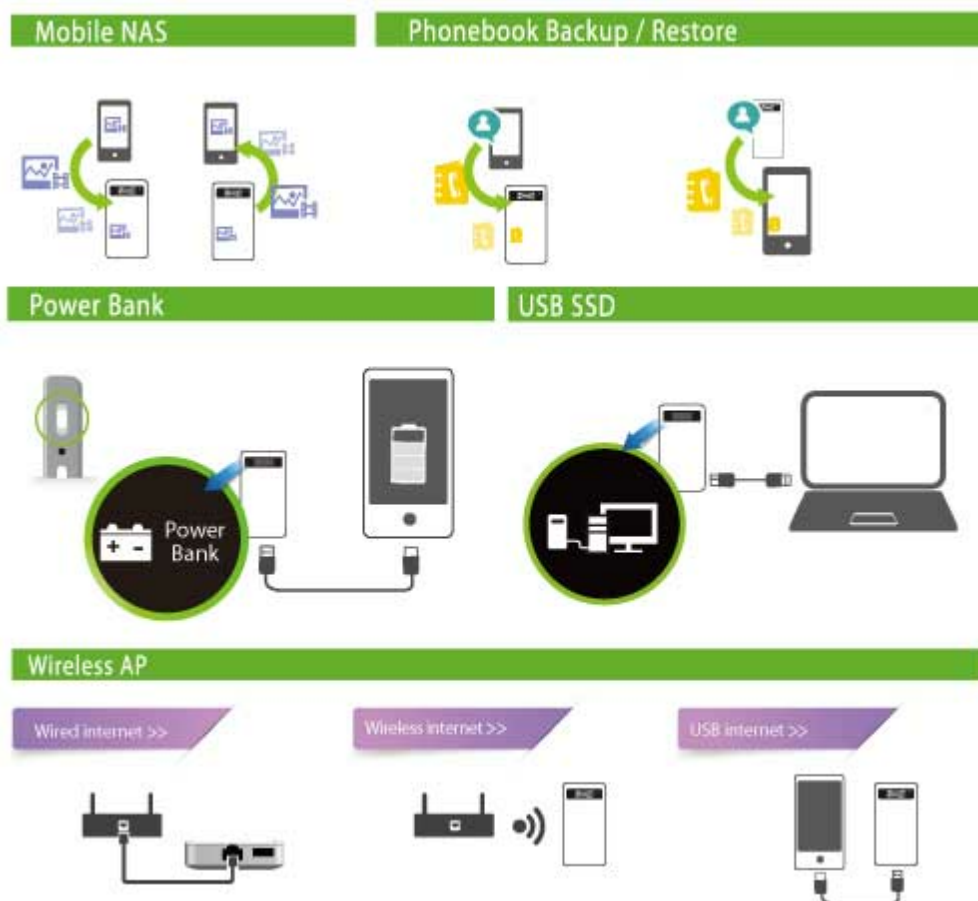 Mobile NAS
Phonebook Backup / Restore
Power Bank
USB SSD
Power
Bank
Wireless AP
Wired internet >>
Wireless internet >>
USB internet >>